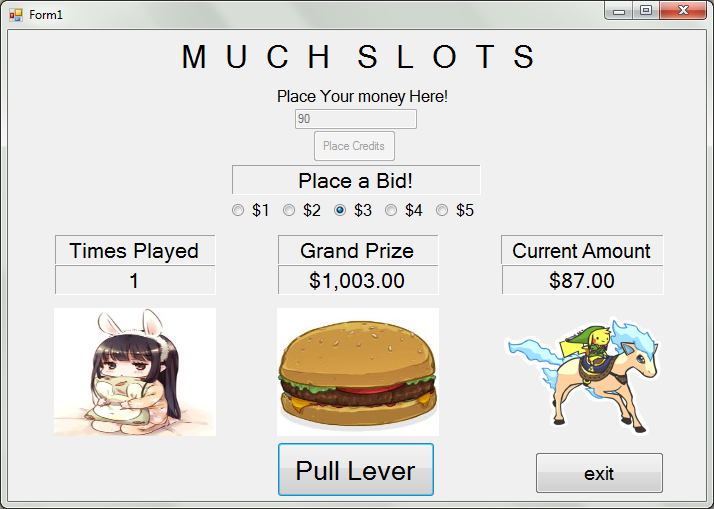 Form1
M U C H S L O T S
Place Your money Here!
90
Place Credits
Place a Bid!
$1 $2 $3 $4 $5
Times Played Grand Prize Current Amount
1 $1,003.00 $87.00
Pull Lever exit